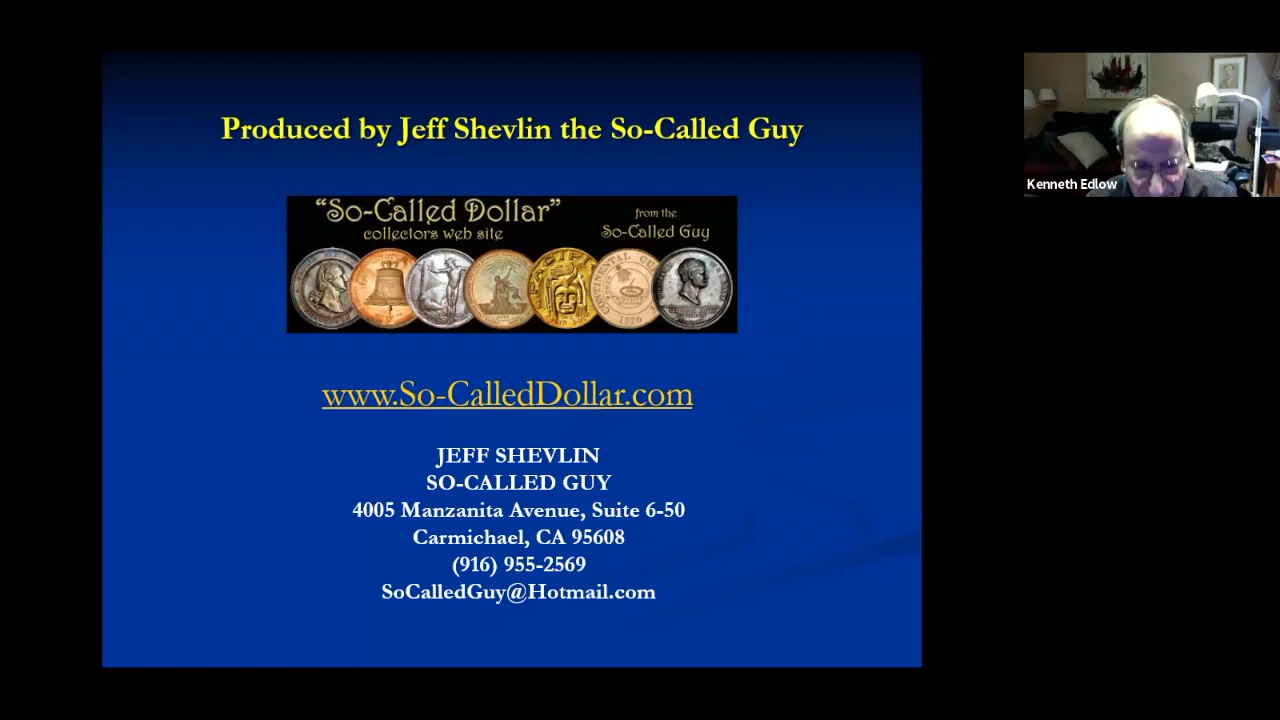 Produced by Jeff Shevlin the So-Called Guy
"So-Called Dollar"
collectors web site
from the
So-Called Guy
www.So-CalledDollar.com
JEFF SHEVLIN
SO-CALLED GUY
4005 Manzanita Avenue, Suite 6-50
Carmichael, CA 95608
(916) 955-2569
SoCalledGuy@Hotmail.com
Kenneth Edlow